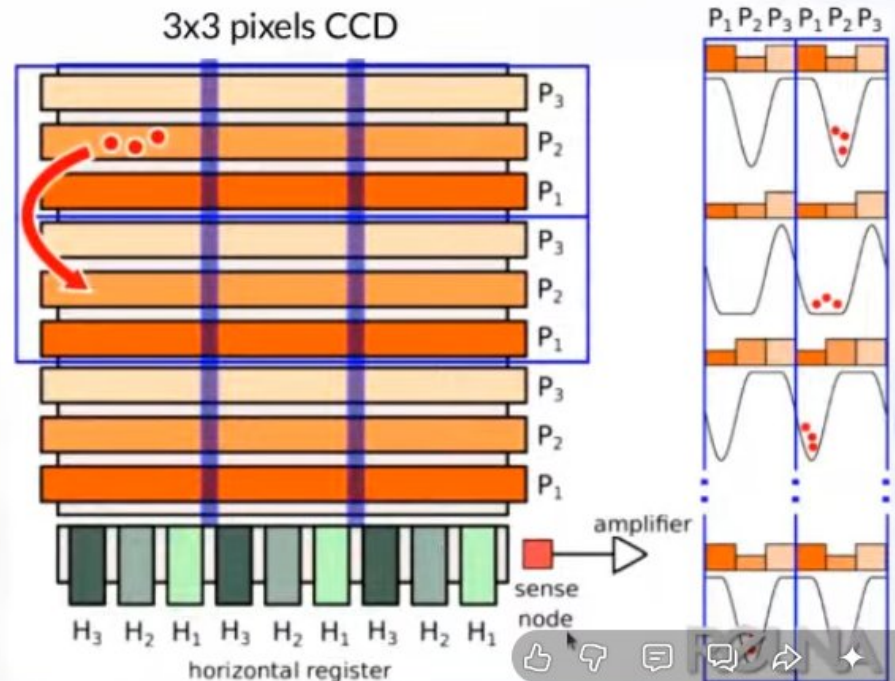 3x3 pixels CCD
P₃
P₂
P₁
P₃
P₂
P₁
P₃
P₂
P₁
H₃ H₂ H₁ H₃ H₂ H₁ H₃ H₂ H₁
horizontal register
amplifier
sense
node
P₁ P₂ P₃ P₁ P₂ P₃